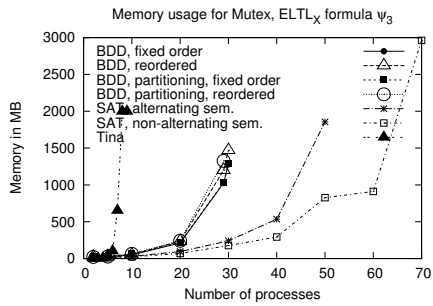 Memory usage for Mutex, ELTLX formula ψ3
3000
2500
2000
1500
1000
500
0
Memory in MB
BDD, fixed order
BDD, reordered
BDD, partitioning, fixed order
BDD, partitioning, reordered
SAT, alternating sem.
SAT, non-alternating sem.
Tina
0 10 20 30 40 50 60 70
Number of processes